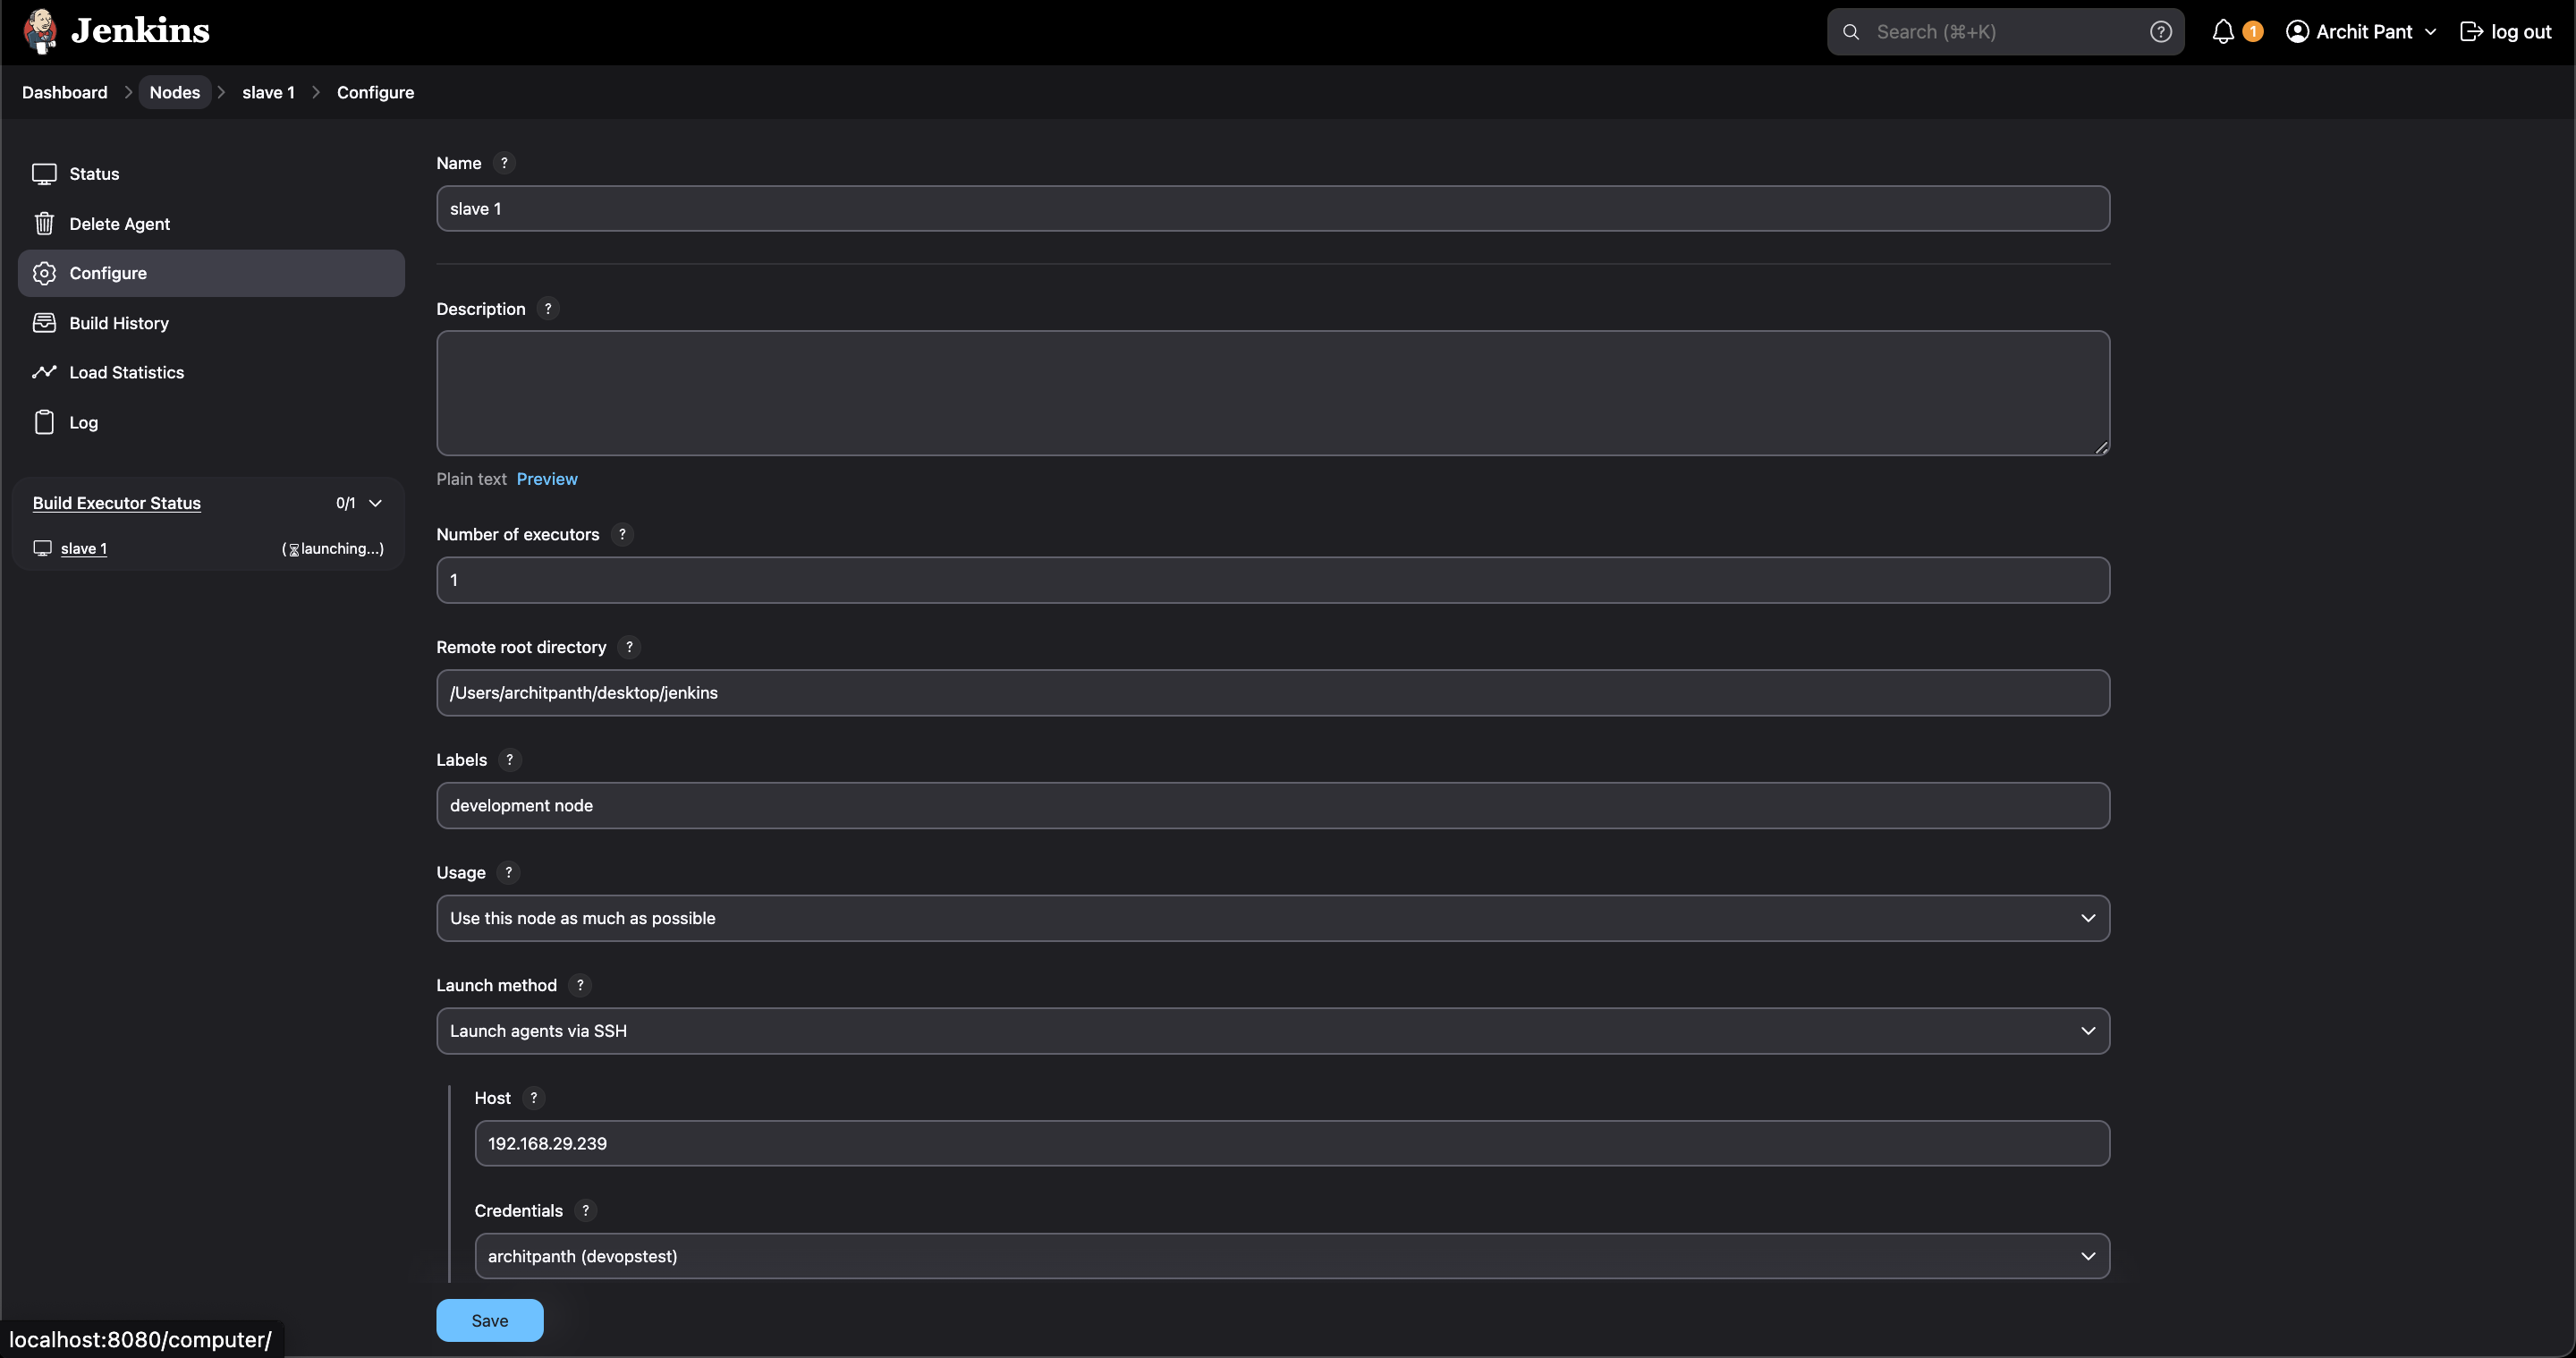 Jenkins
Search (⌘+K)
?
1
Archit Pant
log out
Dashboard
Nodes
slave 1
Configure
Status
Delete Agent
Configure
Build History
Load Statistics
Log
Build Executor Status
0/1
slave 1
(⌛launching...)
Name ?
slave 1
Description ?
Plain text Preview
Number of executors ?
1
Remote root directory ?
/Users/architpanth/desktop/jenkins
Labels ?
development node
Usage ?
Use this node as much as possible
Launch method ?
Launch agents via SSH
Host ?
192.168.29.239
Credentials ?
architpanth (devopstest)
Save
localhost:8080/computer/